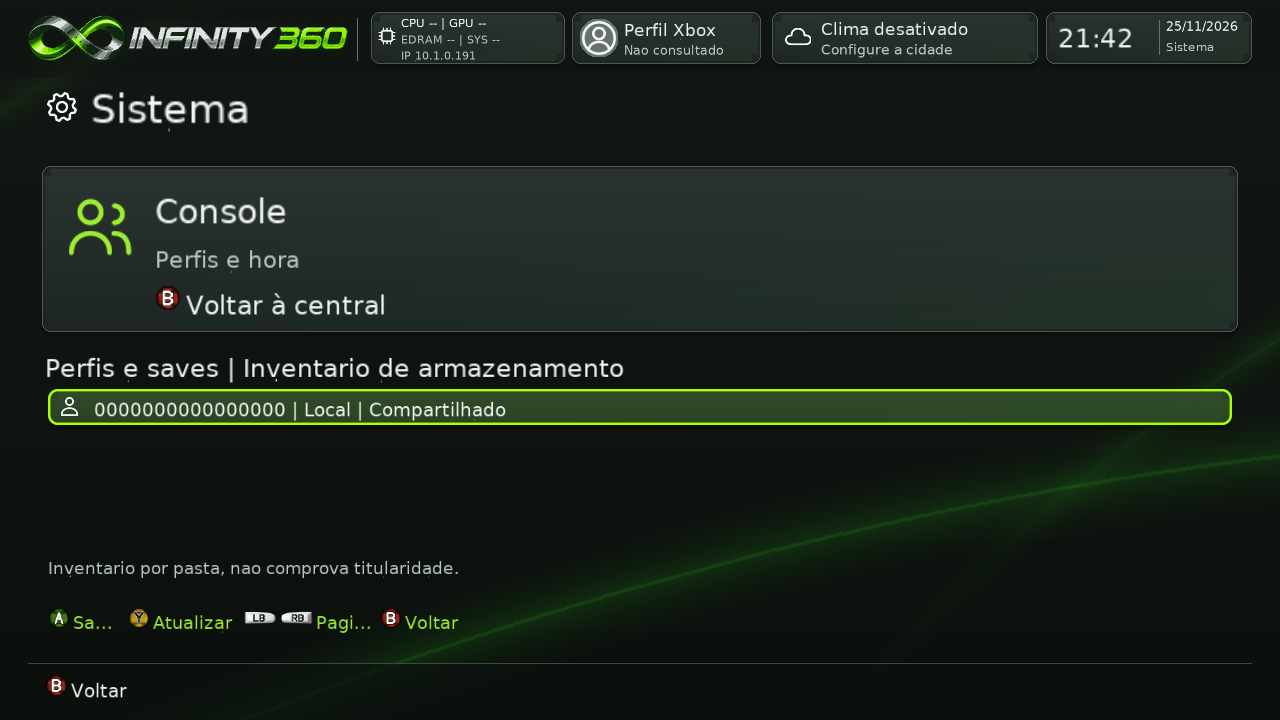 INFINITY 360
CPU -- | GPU --
EDRAM -- | SYS --
IP 10.1.0.191
Perfil Xbox
Nao consultado
Clima desativado
Configure a cidade
21:42
25/11/2026
Sistema
Sistema
Console
Perfis e hora
B Voltar à central
Perfis e saves | Inventario de armazenamento
0000000000000000 | Local | Compartilhado
Inventario por pasta, nao comprova titularidade.
A Sa... Y Atualizar LB RB Pagi... B Voltar
B Voltar